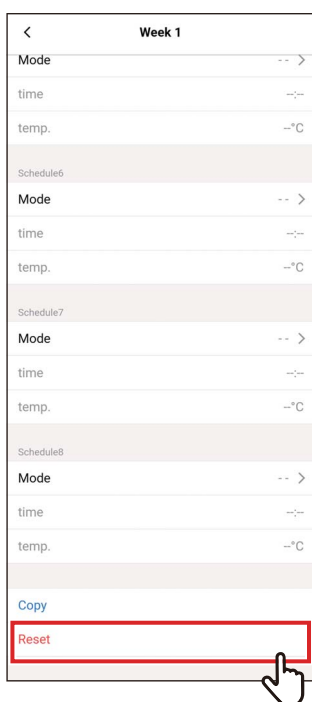 Week 1
Mode -- >
time --:--
temp. --°C
Schedule6
Mode -- >
time --:--
temp. --°C
Schedule7
Mode -- >
time --:--
temp. --°C
Schedule8
Mode -- >
time --:--
temp. --°C
Copy
Reset